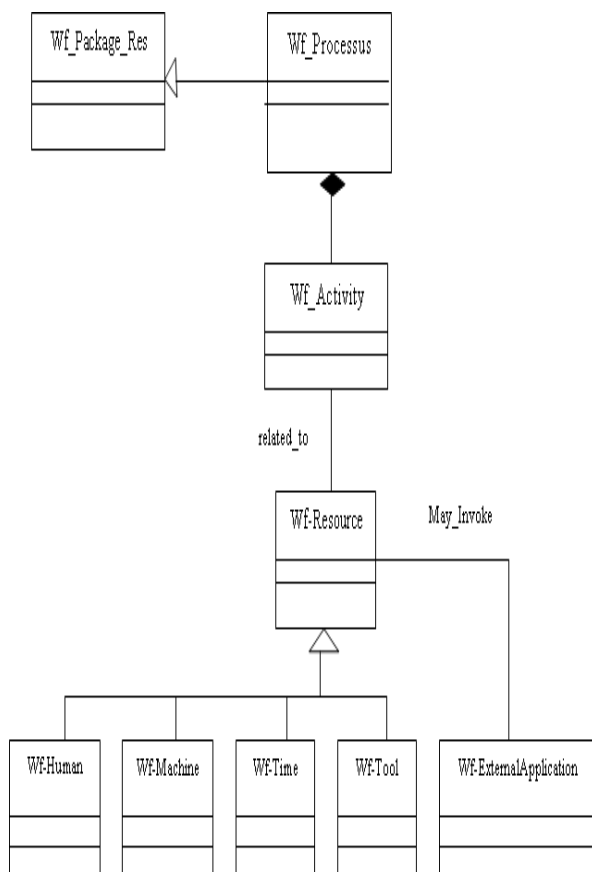 Wf_Package_Res
Wf_Processus
Wf_Activity
related_to
Wf-Resource
May_Invoke
Wf-Human
Wf-Machine
Wf-Time
Wf-Tool
Wf-ExternalApplication